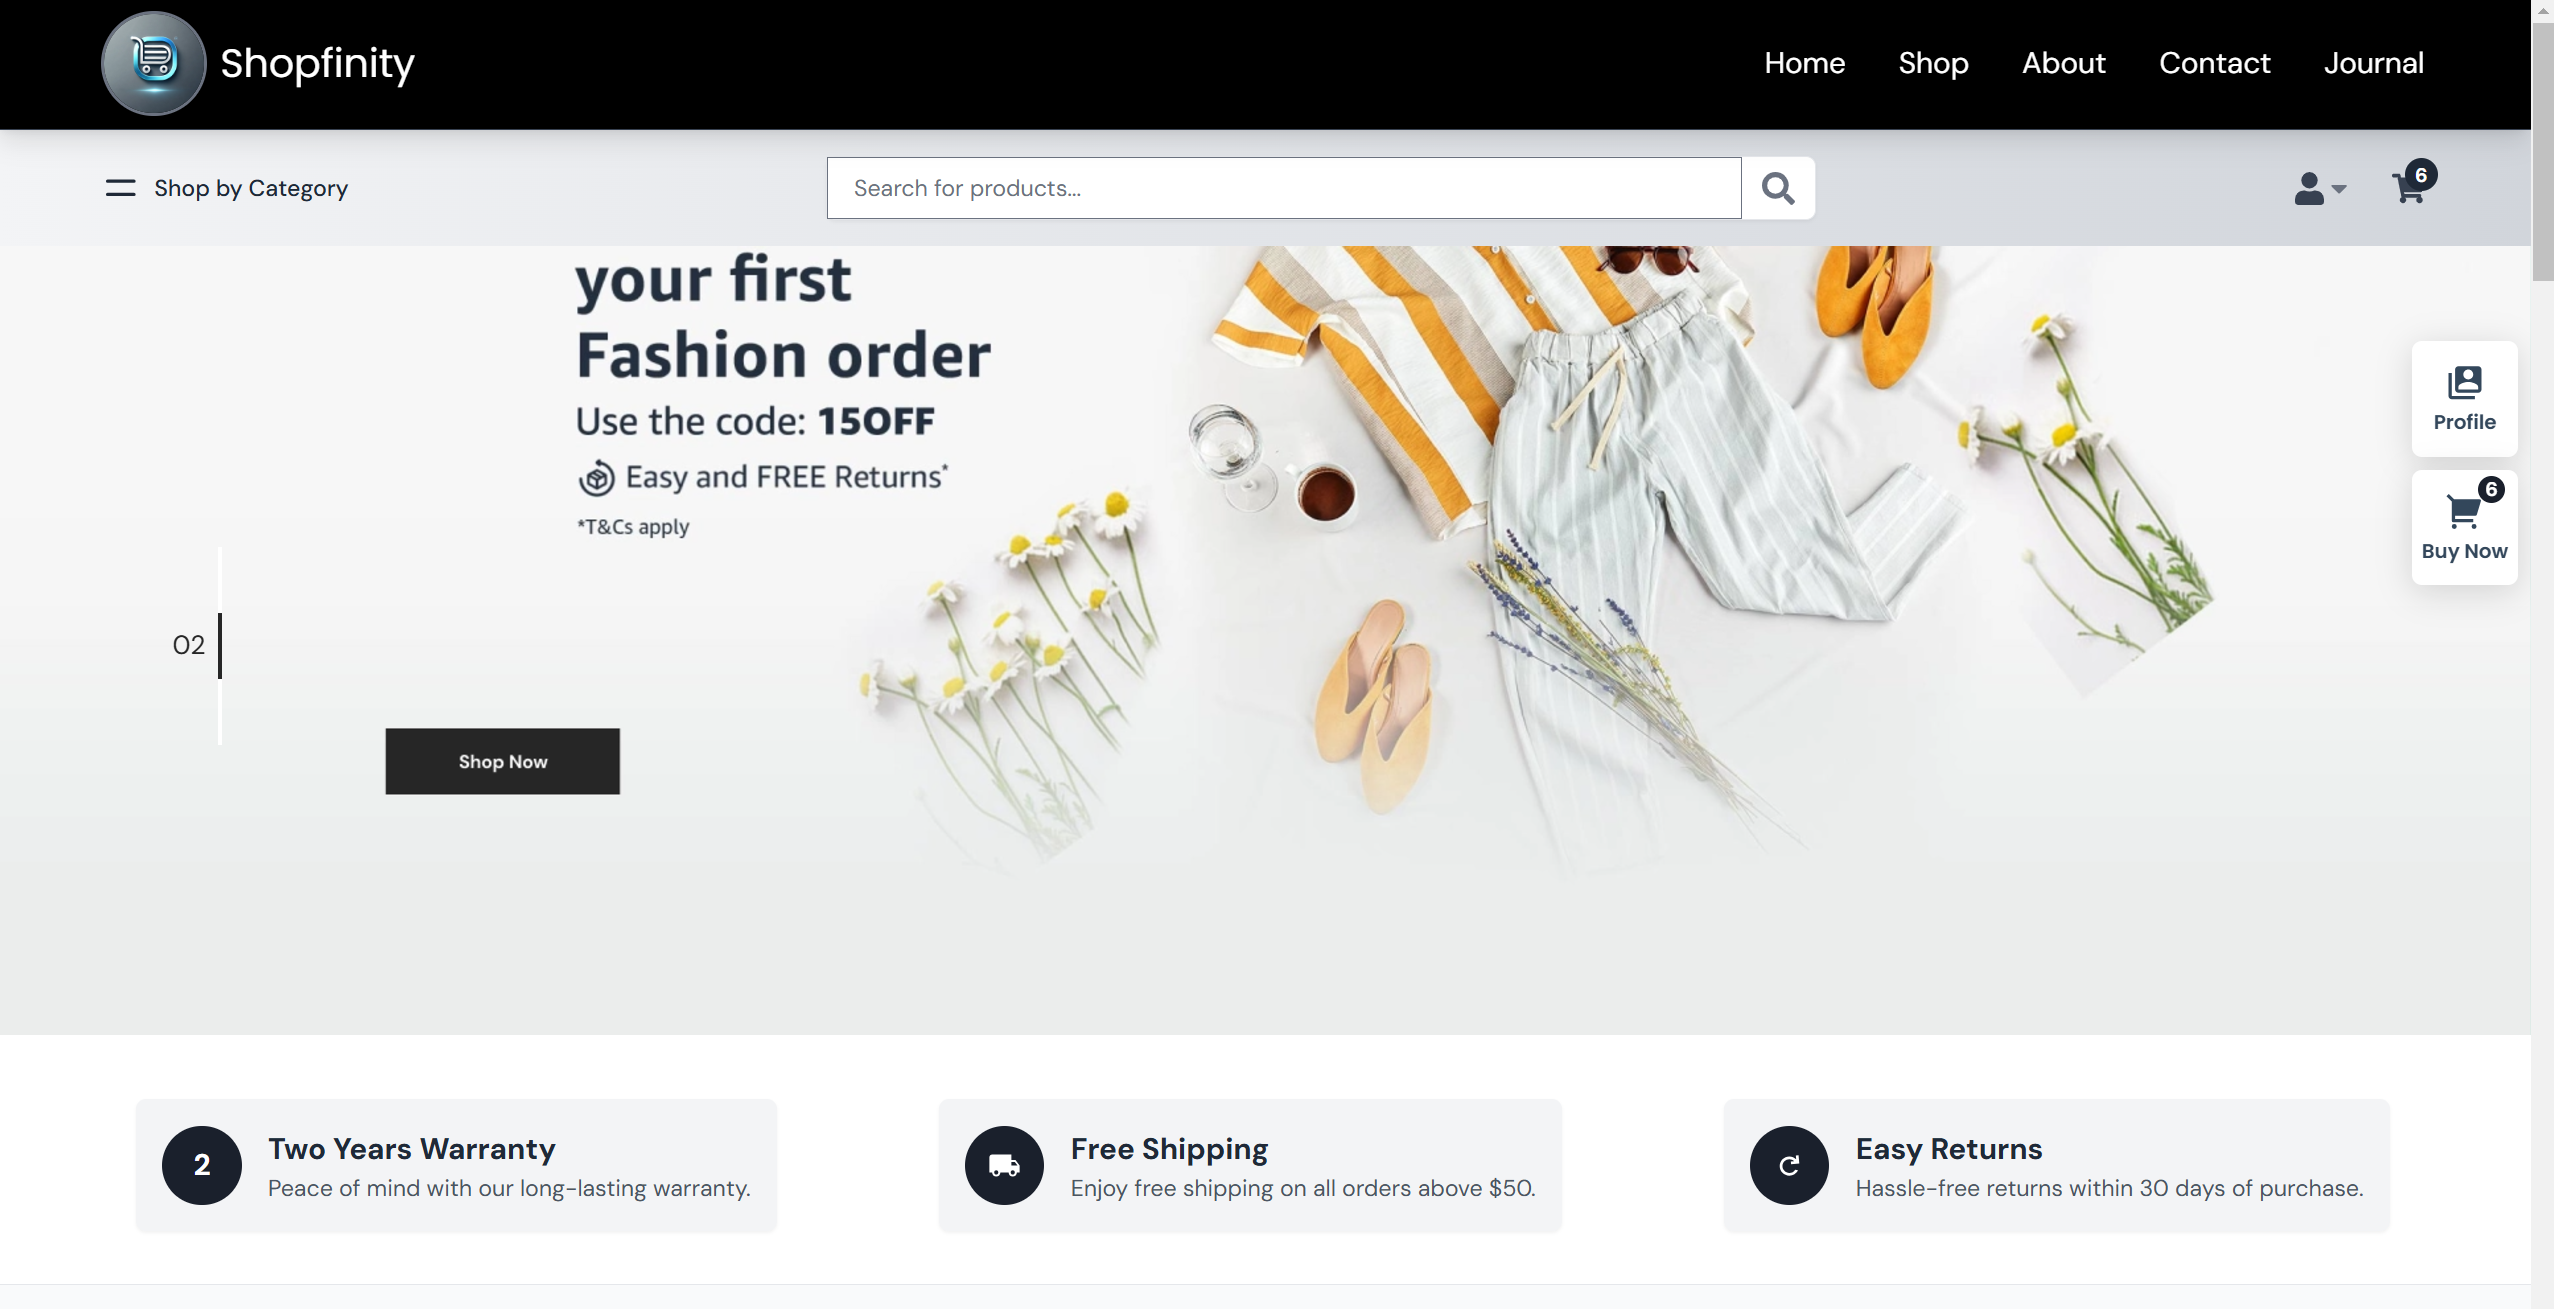 Shopfinity
Home Shop About Contact Journal
Shop by Category
Search for products...
6
your first
Fashion order
Use the code: 15OFF
Easy and FREE Returns*
*T&Cs apply
Profile
6
Buy Now
02
Shop Now
2
Two Years Warranty
Peace of mind with our long-lasting warranty.
Free Shipping
Enjoy free shipping on all orders above $50.
Easy Returns
Hassle-free returns within 30 days of purchase.